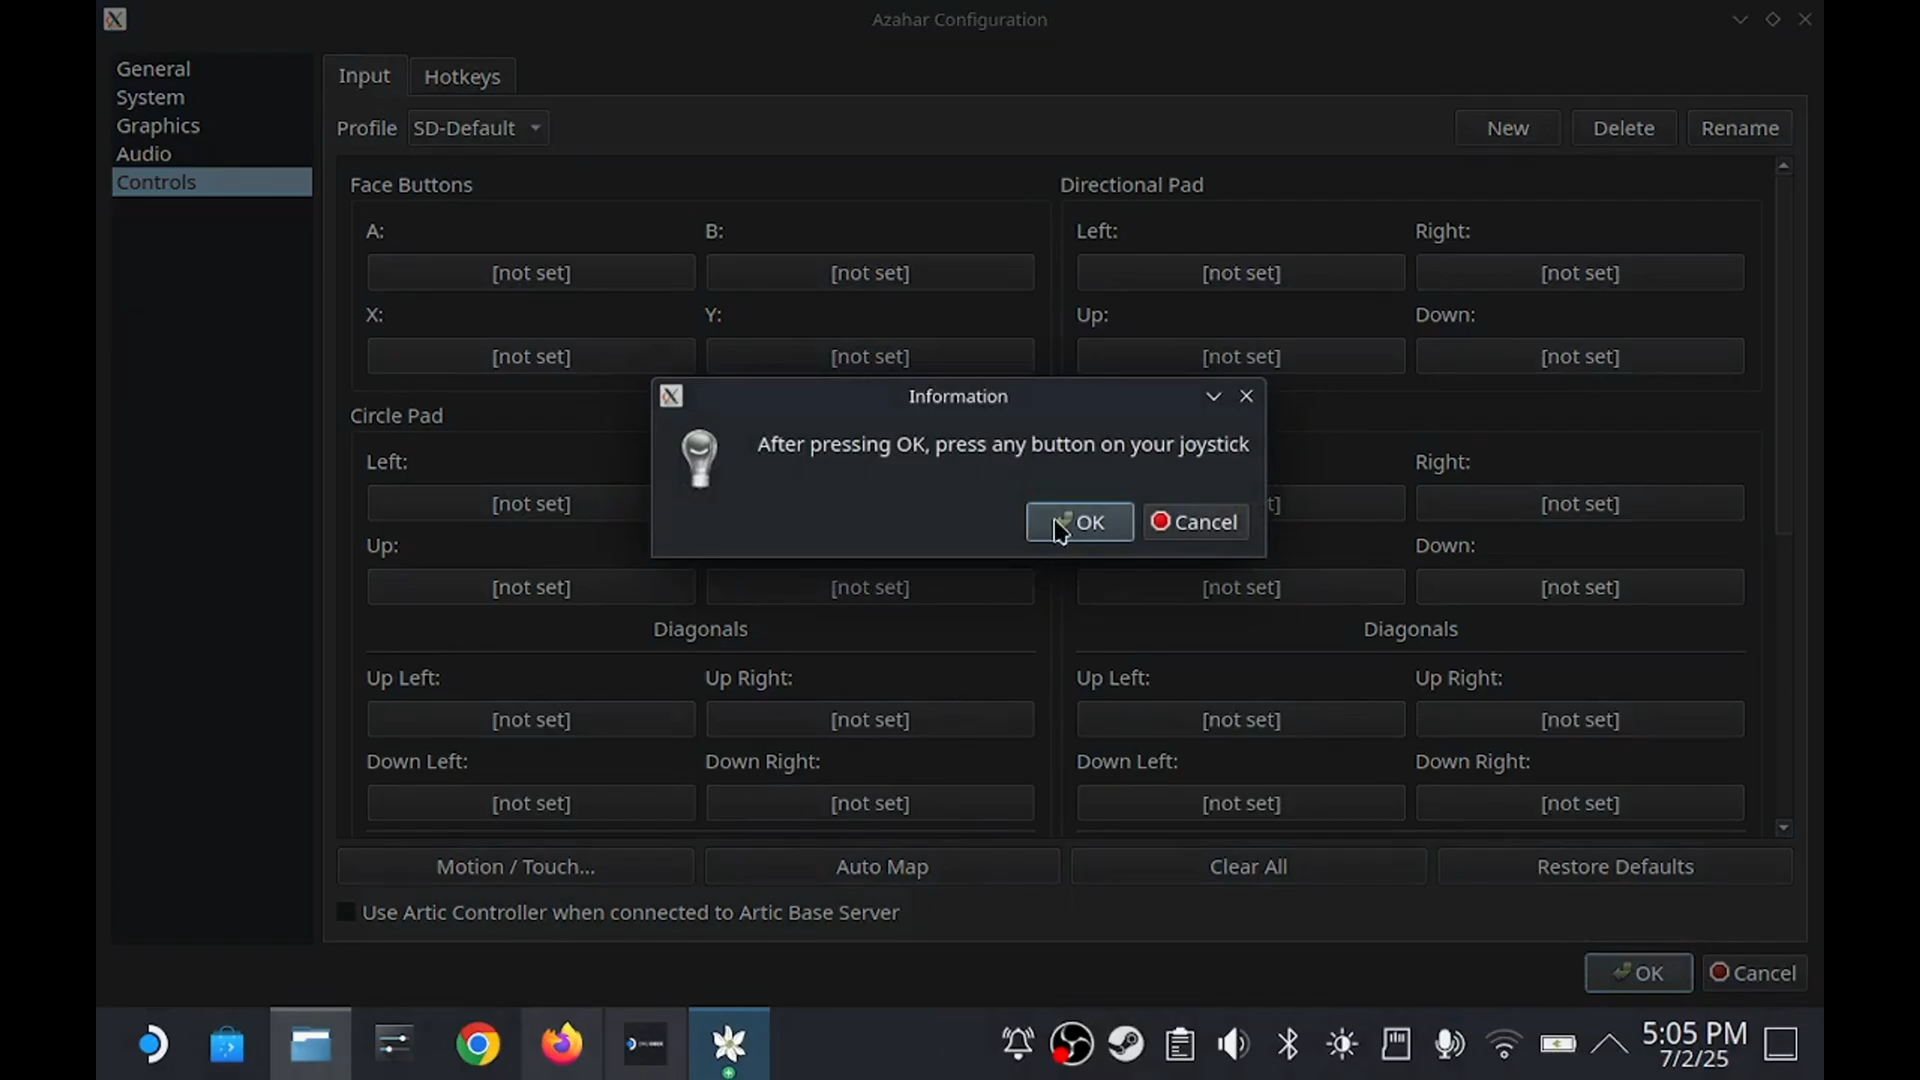 Azahar Configuration
General
System
Graphics
Audio
Controls
Input Hotkeys
Profile SD-Default New Delete Rename
Face Buttons Directional Pad
A: B: Left: Right:
[not set] [not set] [not set] [not set]
X: Y: Up: Down:
[not set] [not set] [not set] [not set]
Information
After pressing OK, press any button on your joystick
OK Cancel
Circle Pad
Left: Right:
[not set] [not set]
Up: Down:
[not set] [not set] [not set] [not set]
Diagonals Diagonals
Up Left: Up Right: Up Left: Up Right:
[not set] [not set] [not set] [not set]
Down Left: Down Right: Down Left: Down Right:
[not set] [not set] [not set] [not set]
Motion / Touch... Auto Map Clear All Restore Defaults
Use Artic Controller when connected to Artic Base Server
OK Cancel
5:05 PM
7/2/25